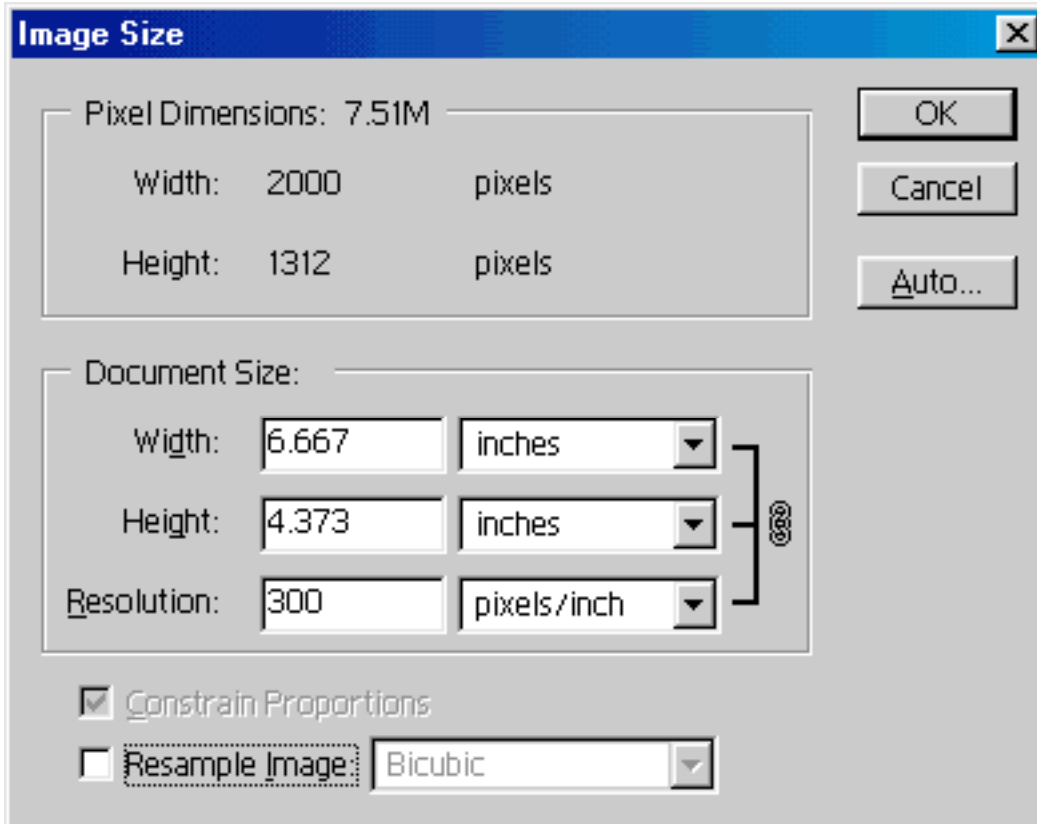 Image Size
Pixel Dimensions: 7.51M
OK
Width: 2000 pixels
Cancel
Height: 1312 pixels
Auto...
Document Size:
Width: 6.667 inches
Height: 4.373 inches
Resolution: 300 pixels/inch
Constrain Proportions
Resample Image: Bicubic